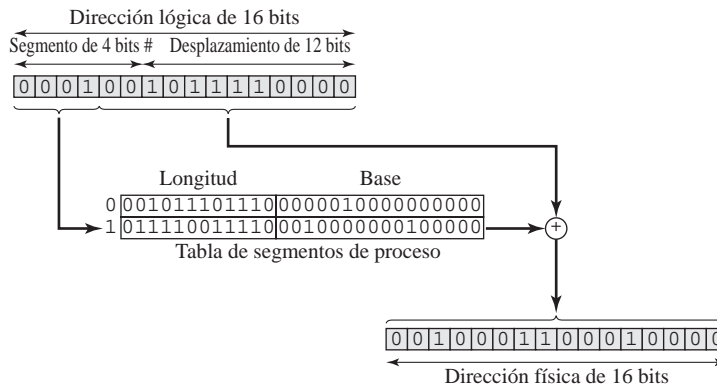 Dirección lógica de 16 bits
Segmento de 4 bits # Desplazamiento de 12 bits
0 0 0 1 0 0 1 0 1 1 1 1 0 0 0 0
Longitud Base
0 001011101110 0000010000000000
1 011110011110 0010000000100000
Tabla de segmentos de proceso
+
0 0 1 0 0 0 1 1 0 0 0 1 0 0 0 0
Dirección física de 16 bits